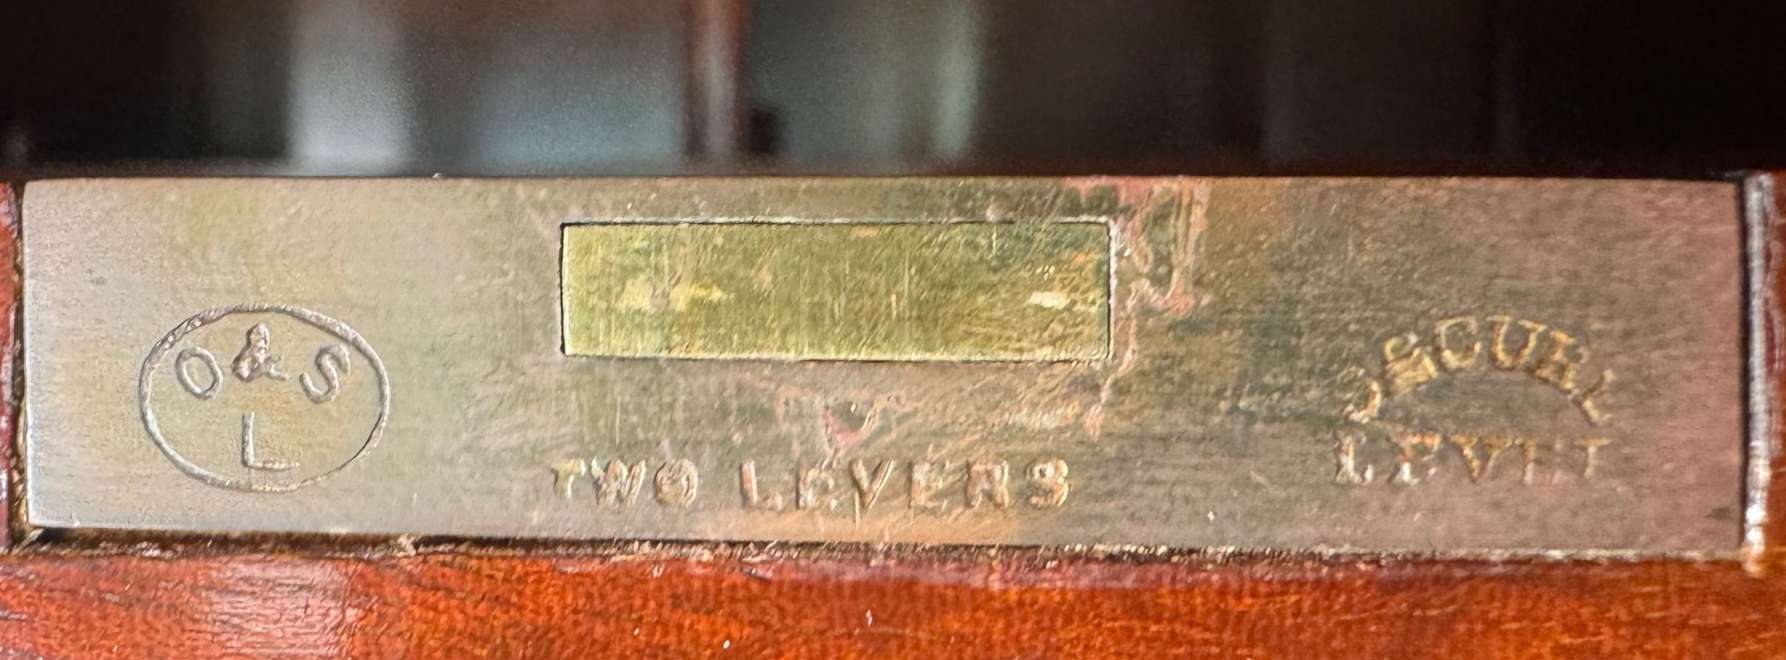 O & S
L
TWO LEVERS
SECURE
LEVER